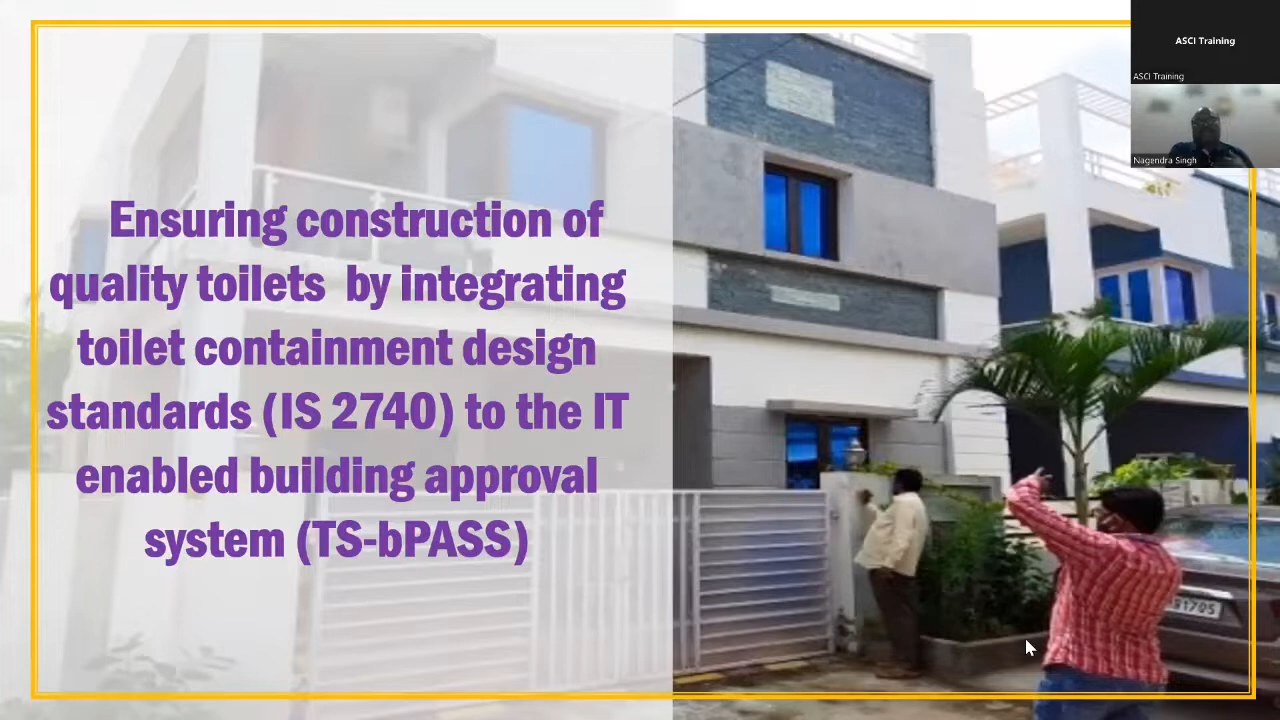 Ensuring construction of
quality toilets by integrating
toilet containment design
standards (IS 2740) to the IT
enabled building approval
system (TS-bPASS)
ASCI Training
ASCI Training
Nagendra Singh